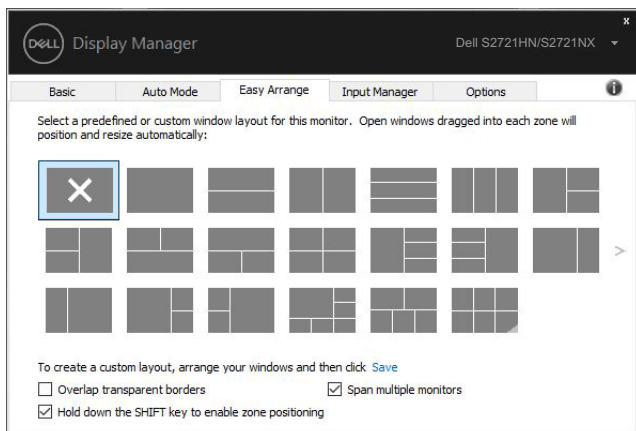 x
DELL Display Manager Dell S2721HN/S2721NX
Basic Auto Mode Easy Arrange Input Manager Options i
Select a predefined or custom window layout for this monitor. Open windows dragged into each zone will
position and resize automatically:
>
To create a custom layout, arrange your windows and then click Save
Overlap transparent borders Span multiple monitors
Hold down the SHIFT key to enable zone positioning